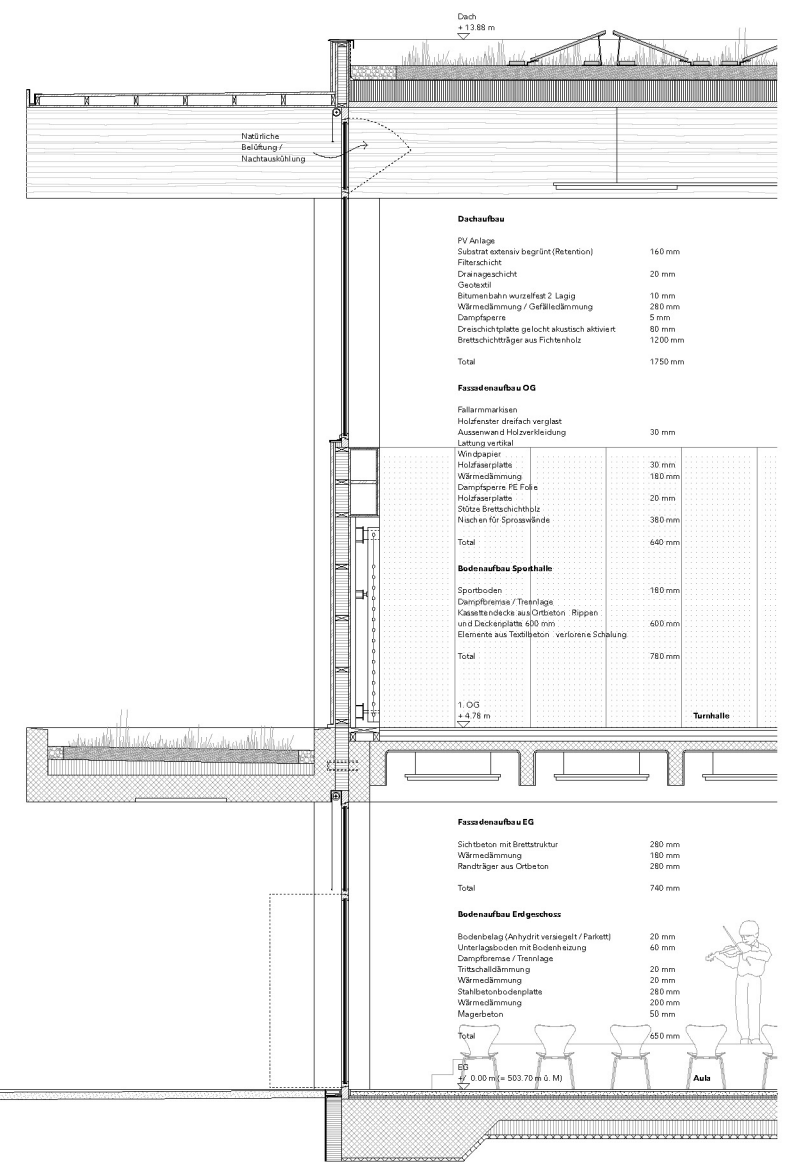 Dach
+ 13.88 m
Natürliche
Belüftung /
Nachtauskühlung
Dachaufbau
PV Anlage
Substrat extensiv begrünt (Retention) 160 mm
Filterschicht
Drainageschicht 20 mm
Geotextil
Bitumenbahn wurzelfest 2 Lagig 10 mm
Wärmedämmung / Gefälledämmung 280 mm
Dampfsperre 5 mm
Dreischichtplatte gelocht akustisch aktiviert 80 mm
Brettschichtträger aus Fichtenholz 1200 mm
Total 1750 mm
Fassadenaufbau OG
Fallarmmarkisen
Holzfenster dreifach verglast
Aussenwand Holzverkleidung 30 mm
Lattung vertikal
Windpapier
Holzfaserplatte 30 mm
Wärmedämmung 180 mm
Dampfsperre PE Folie
Holzfaserplatte 20 mm
Stütze Brettschichtholz
Nischen für Sprosswände 380 mm
Total 640 mm
Bodenaufbau Sporthalle
Sportboden 180 mm
Dampfbremse / Trennlage
Kassettendecke aus Ortbeton Rippen
und Deckenplatte 600 mm 600 mm
Elemente aus Textilbeton verlorene Schalung
Total 780 mm
1. OG
+ 4.78 m Turnhalle
Fassadenaufbau EG
Sichtbeton mit Brettstruktur 280 mm
Wärmedämmung 180 mm
Randträger aus Ortbeton 280 mm
Total 740 mm
Bodenaufbau Erdgeschoss
Bodenbelag (Anhydrit versiegelt / Parkett) 20 mm
Unterlagsboden mit Bodenheizung 60 mm
Dampfbremse / Trennlage
Trittschalldämmung 20 mm
Wärmedämmung 20 mm
Stahlbetonbodenplatte 280 mm
Wärmedämmung 200 mm
Magerbeton 50 mm
Total 650 mm
EG
+/ 0.00 m (= 503.70 m ü. M) Aula